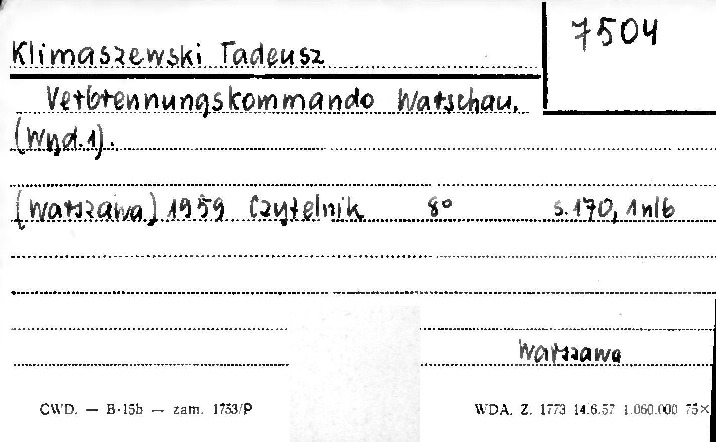 7504
Klimaszewski Tadeusz
Verbrennungskommando Warschau.
(Wyd. 1).
[Warszawa] 1959 Czytelnik 8° s. 170, 1 nlb
Warszawa
CWD. — B-15b — zam. 1753/P
WDA. Z. 1773 14.6.57 1.060.000 75×